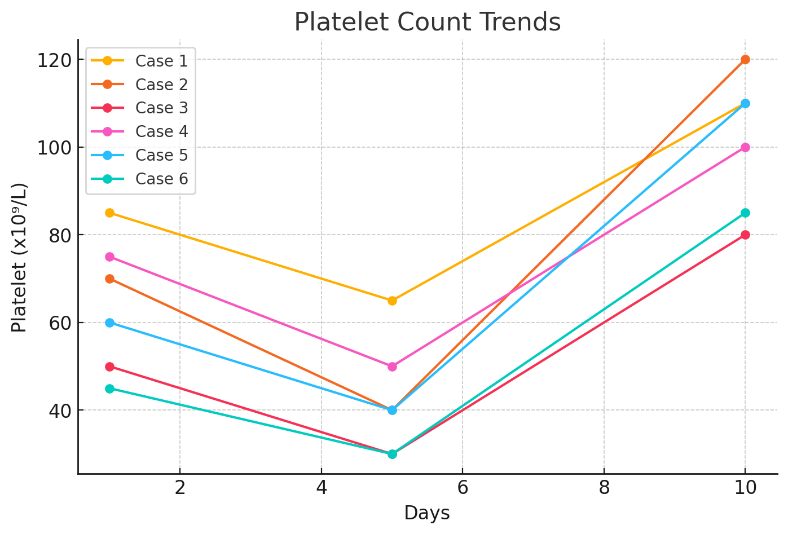 Platelet Count Trends
120
100
80
60
40
Platelet (x10⁹/L)
Case 1
Case 2
Case 3
Case 4
Case 5
Case 6
2 4 6 8 10
Days